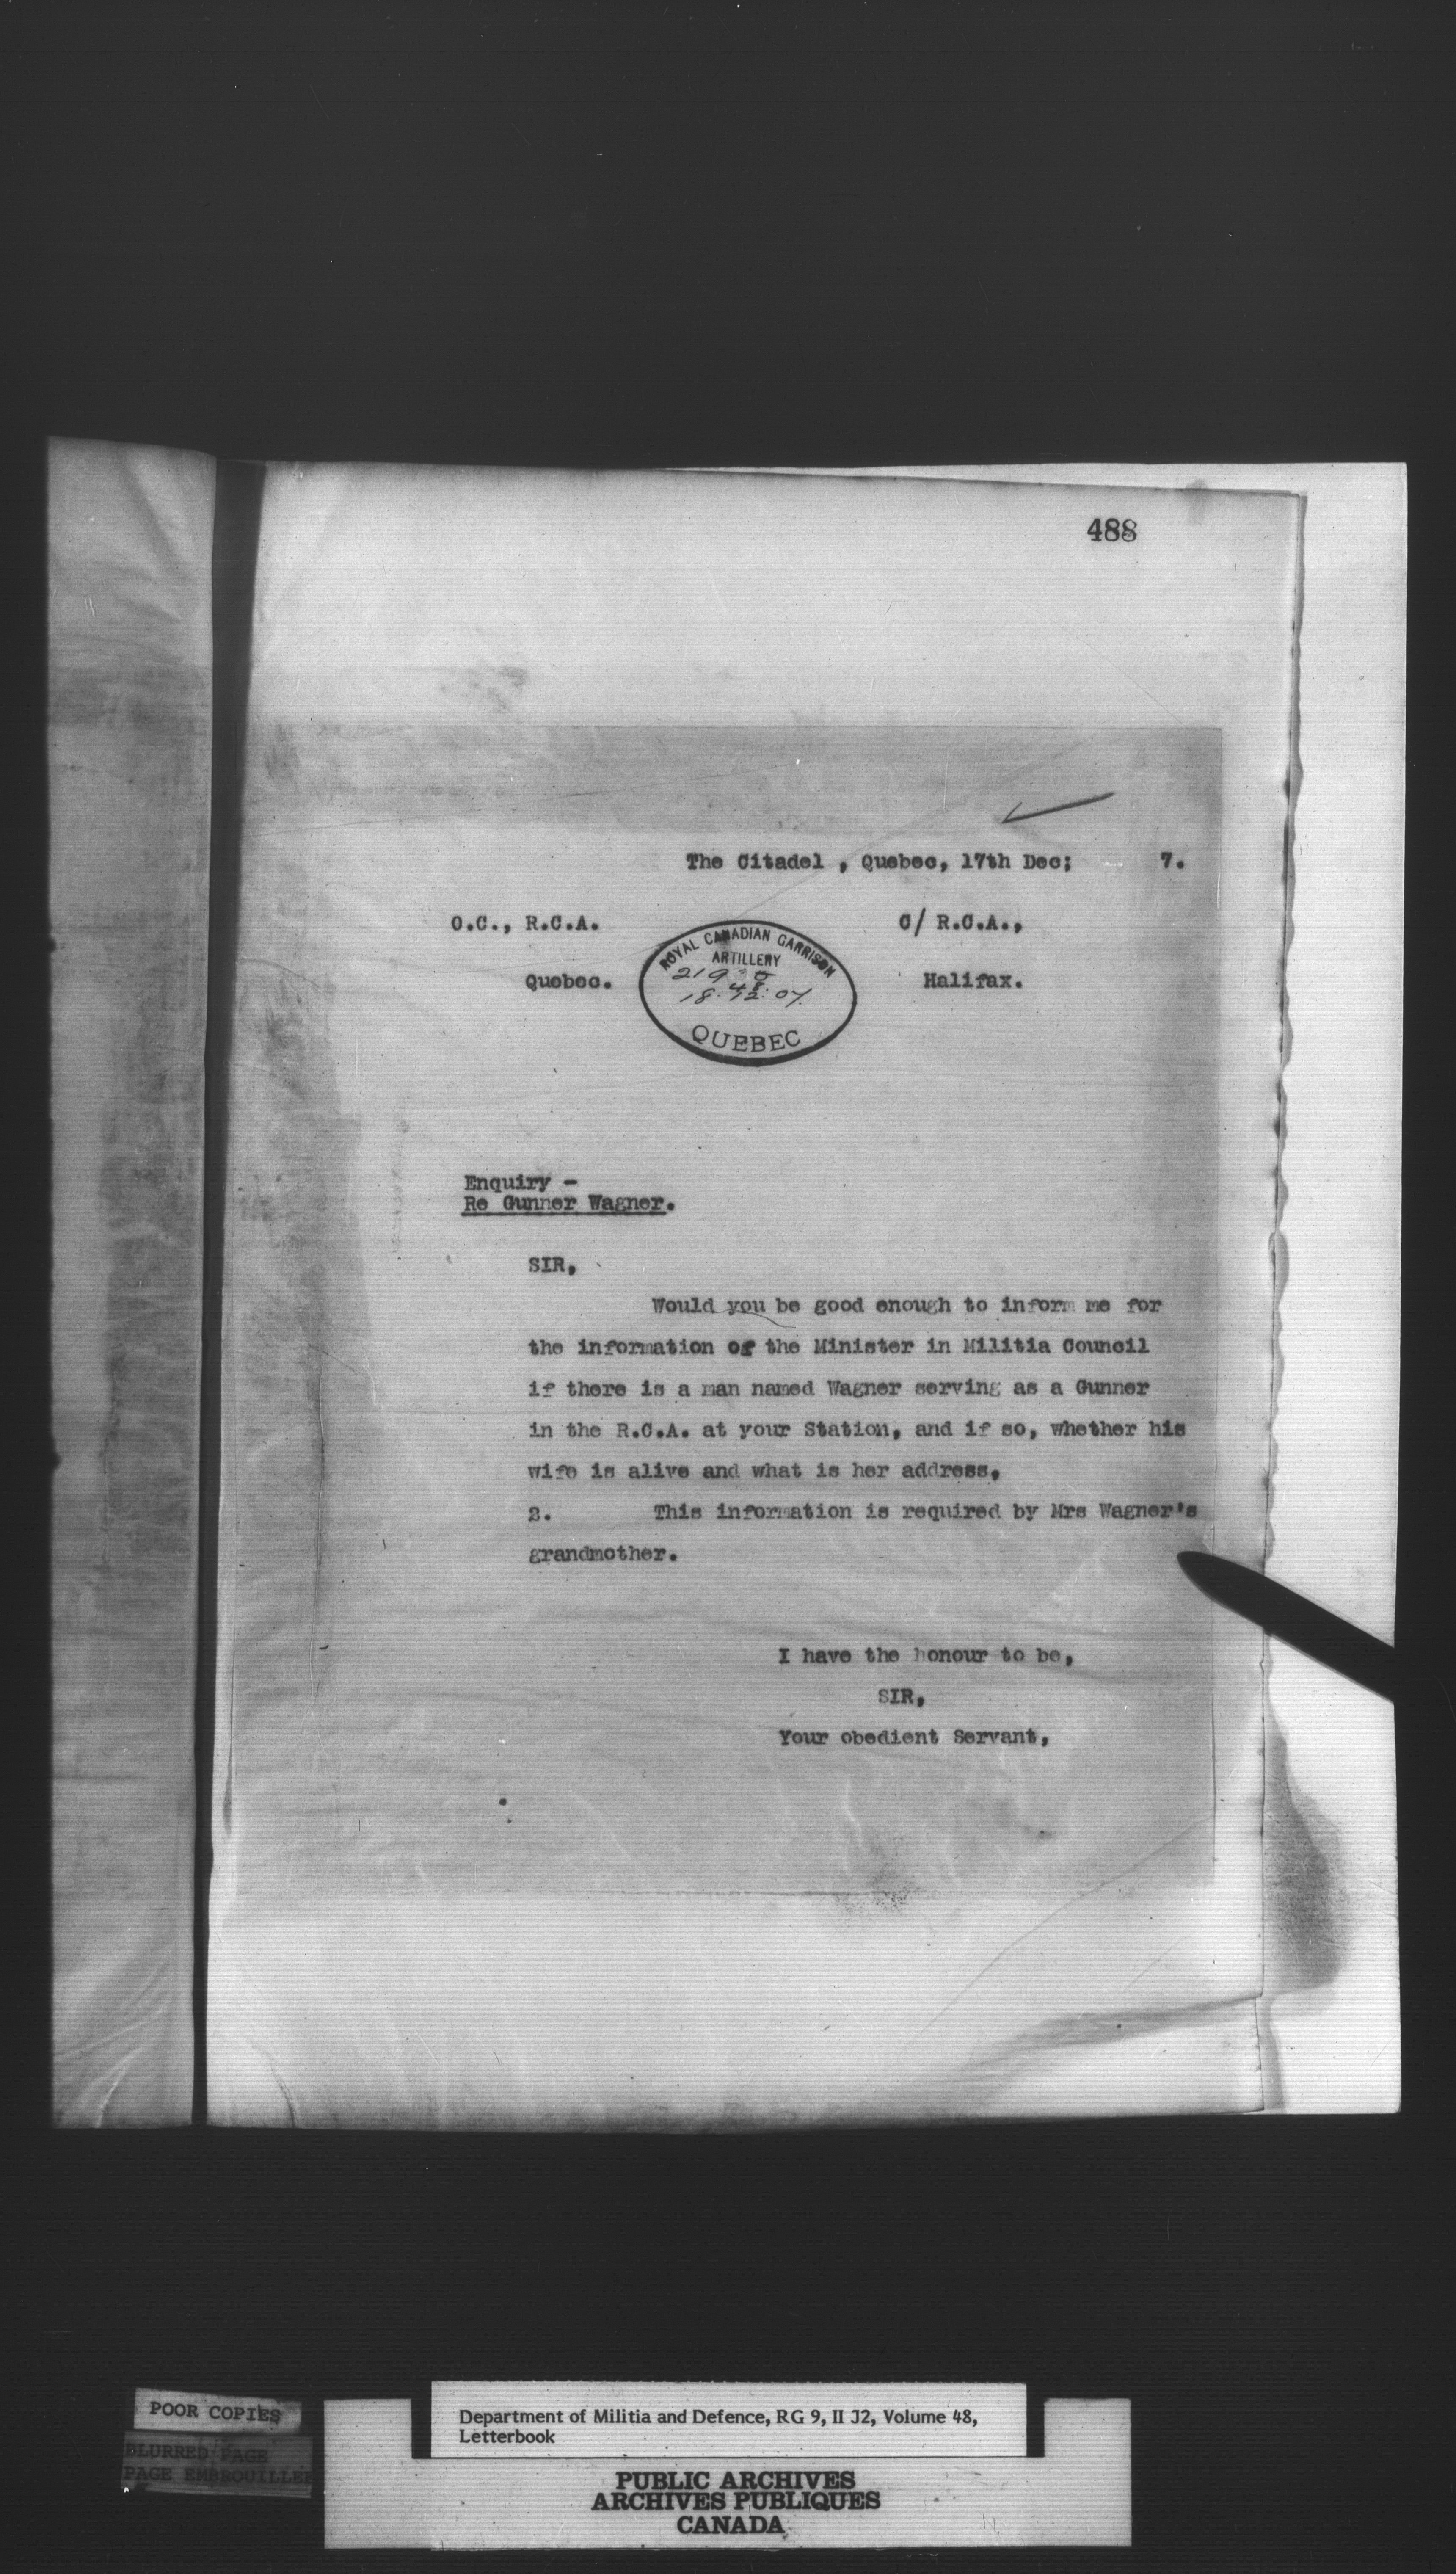 488
The Citadel , Quebec, 17th Dec; 7.
O.C., R.C.A. C/ R.C.A.,
Quebec. Halifax.
ROYAL CANADIAN GARRISON
ARTILLERY
18.12.07.
QUEBEC
Enquiry -
Re Gunner Wagner.
SIR,
Would you be good enough to inform me for
the information of the Minister in Militia Council
if there is a man named Wagner serving as a Gunner
in the R.C.A. at your Station, and if so, whether his
wife is alive and what is her address,
2. This information is required by Mrs Wagner's
grandmother.
I have the honour to be,
SIR,
Your obedient Servant,
POOR COPIES
BLURRED PAGE
PAGE EMBROUILLEE
Department of Militia and Defence, RG 9, II J2, Volume 48,
Letterbook
PUBLIC ARCHIVES
ARCHIVES PUBLIQUES
CANADA